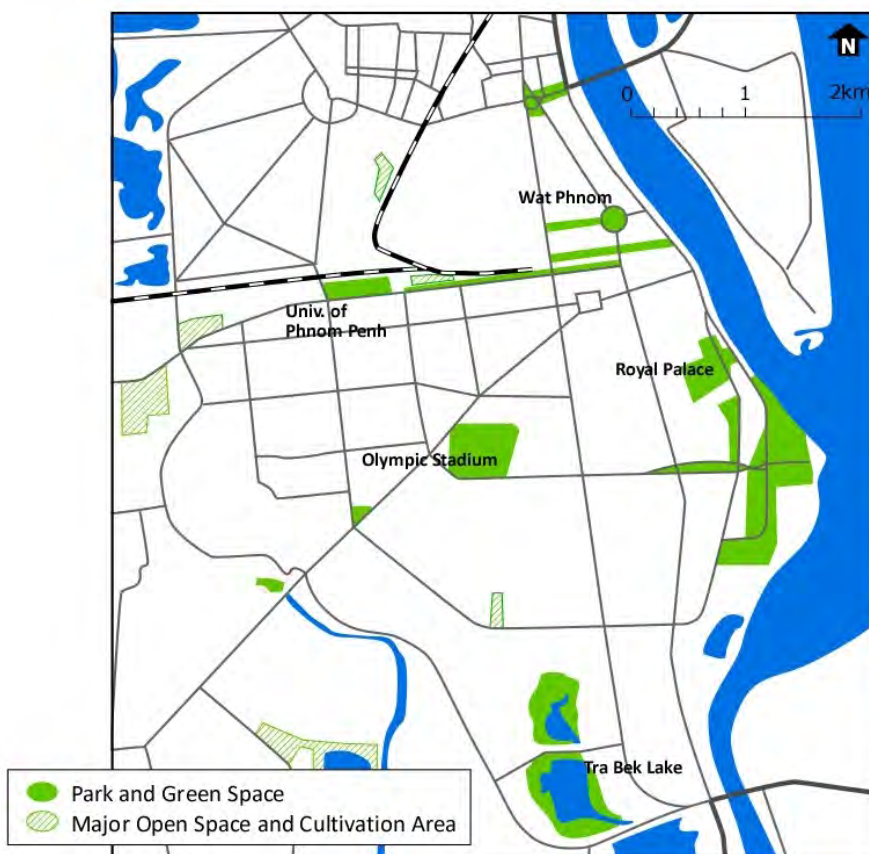 N
0 1 2km
Wat Phnom
Univ. of
Phnom Penh
Royal Palace
Olympic Stadium
Tra Bek Lake
Park and Green Space
Major Open Space and Cultivation Area